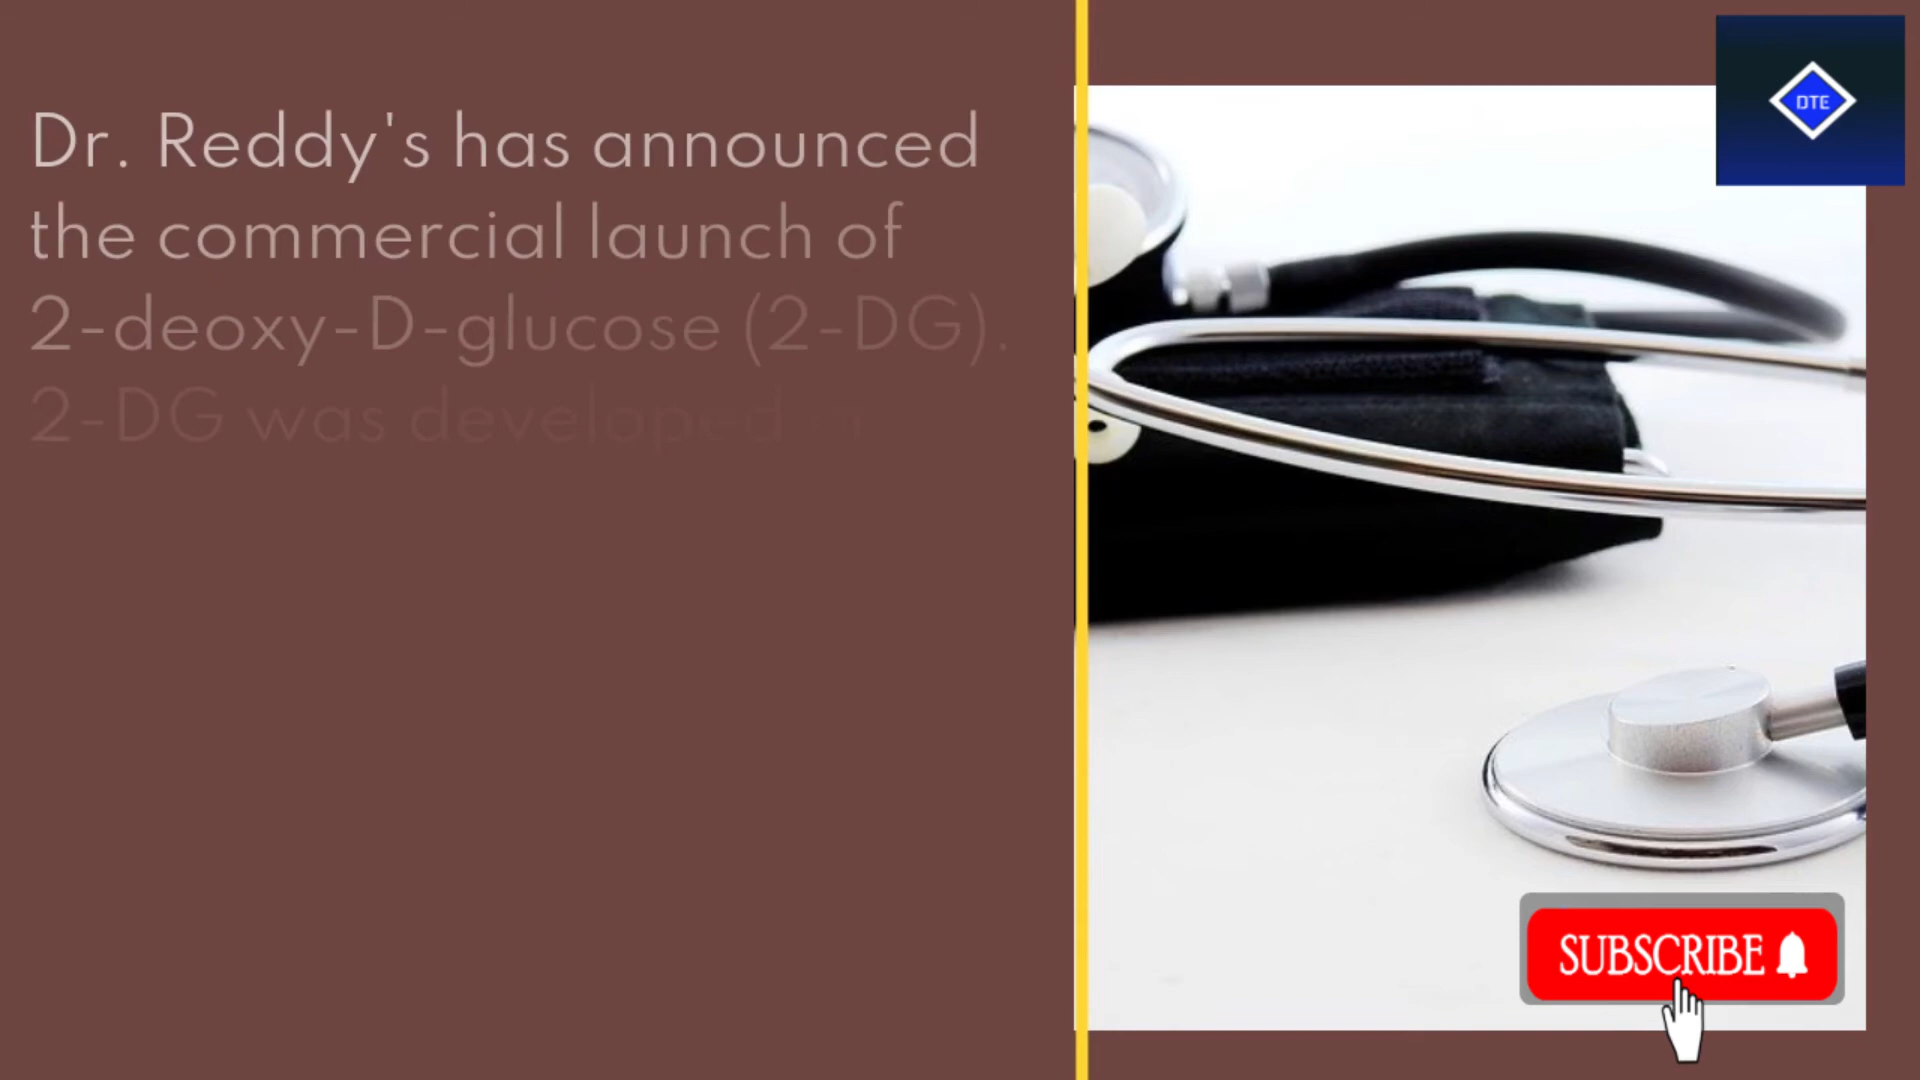 Dr. Reddy's has announced
the commercial launch of
2-deoxy-D-glucose (2-DG).
2-DG was developed
DTE
SUBSCRIBE